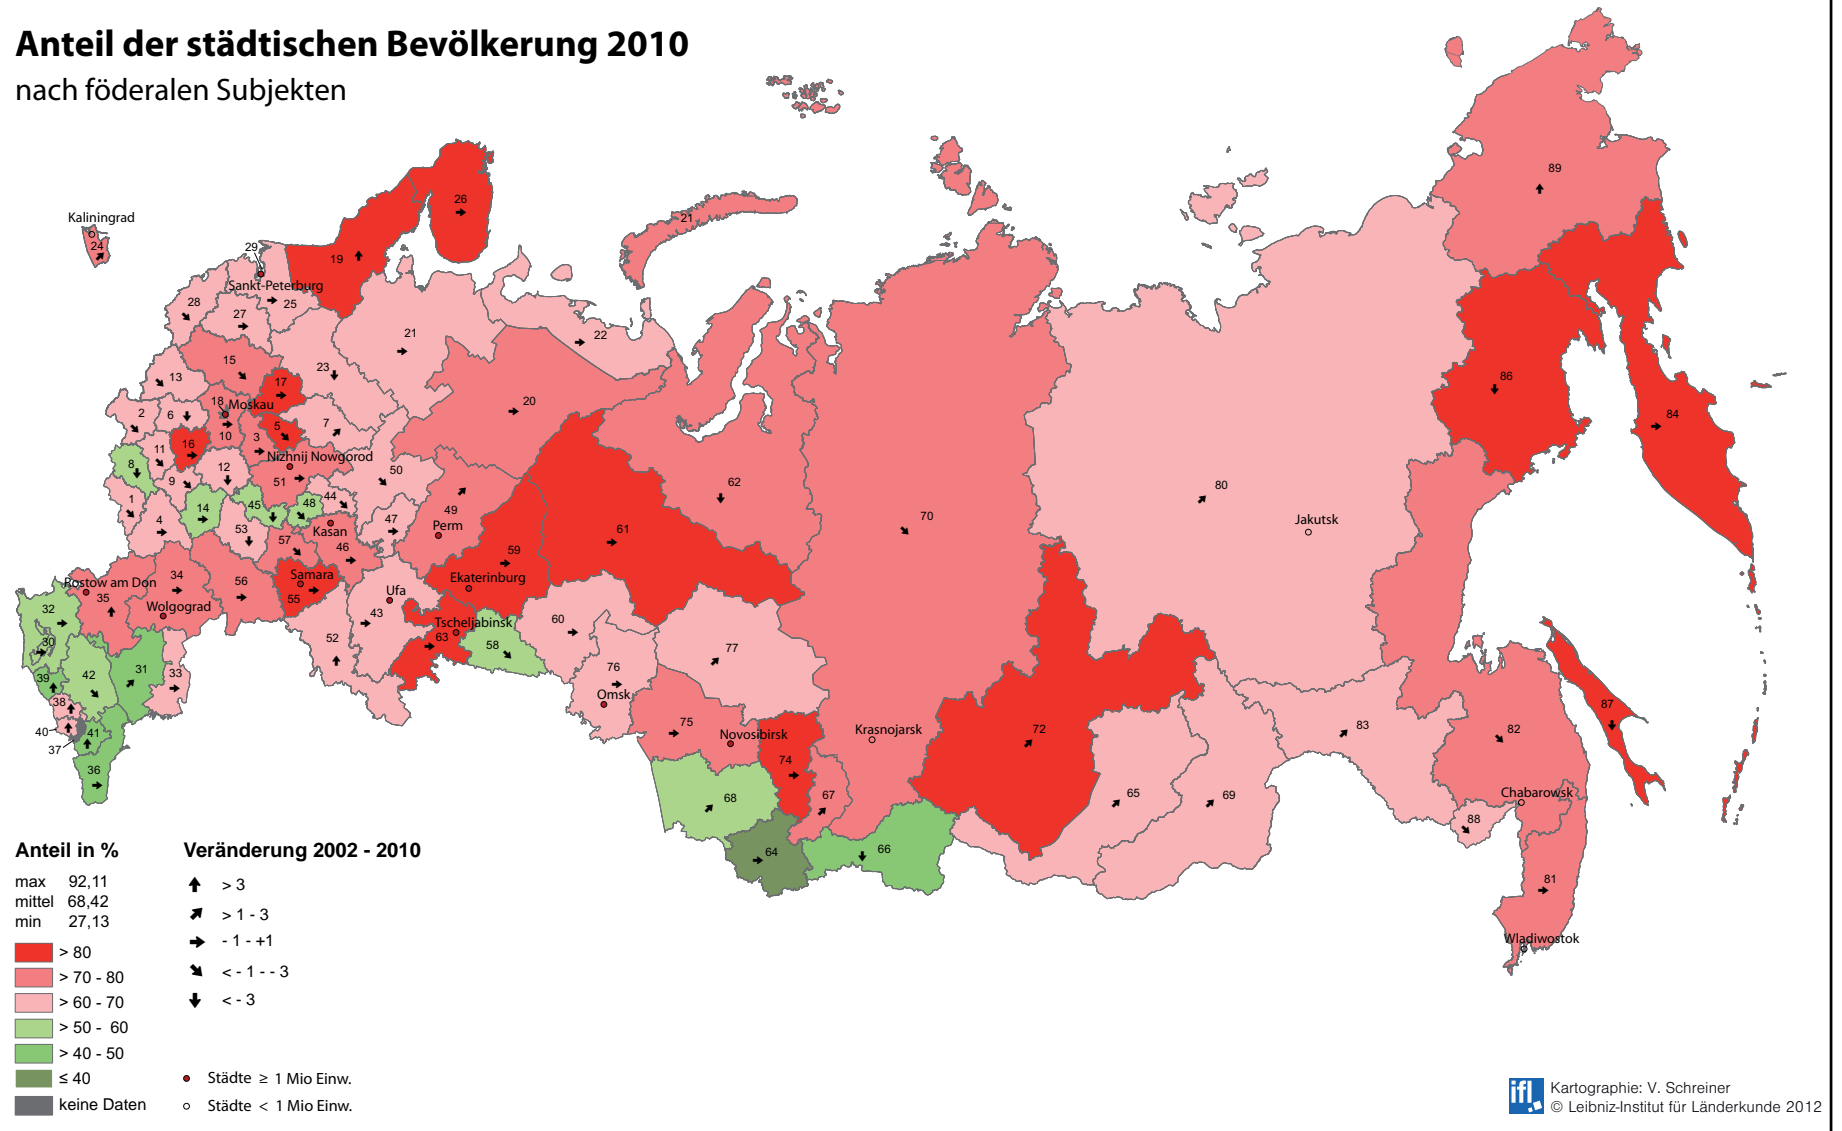 Anteil der städtischen Bevölkerung 2010
nach föderalen Subjekten
89
26
Kaliningrad
21
24
29
19
Sankt-Peterburg
28
25
27
21
22
15
23
13
17
86
18
Moskau
20
2
6
84
7
5
10
3
16
11
Nizhnij Nowgorod
8
12
50
9
51
62
80
1
44
45
48
49
14
70
Jakutsk
4
47
Perm
53
Kasan
61
57
46
59
34
Samara
56
Ekaterinburg
Rostow am Don
35
Ufa
55
32
Wolgograd
43
60
Tscheljabinsk
52
63
58
30
77
31
42
76
39
33
Omsk
38
87
75
83
72
82
40
41
Krasnojarsk
Novosibirsk
37
74
36
68
67
65
69
Chabarowsk
88
64
66
81
Wladiwostok
Anteil in %
max 92,11
mittel 68,42
min 27,13
> 80
> 70 - 80
> 60 - 70
> 50 - 60
> 40 - 50
≤ 40
keine Daten
Veränderung 2002 - 2010
> 3
> 1 - 3
- 1 - +1
< - 1 - - 3
< - 3
Städte ≥ 1 Mio Einw.
Städte < 1 Mio Einw.
ifl
Kartographie: V. Schreiner
© Leibniz-Institut für Länderkunde 2012